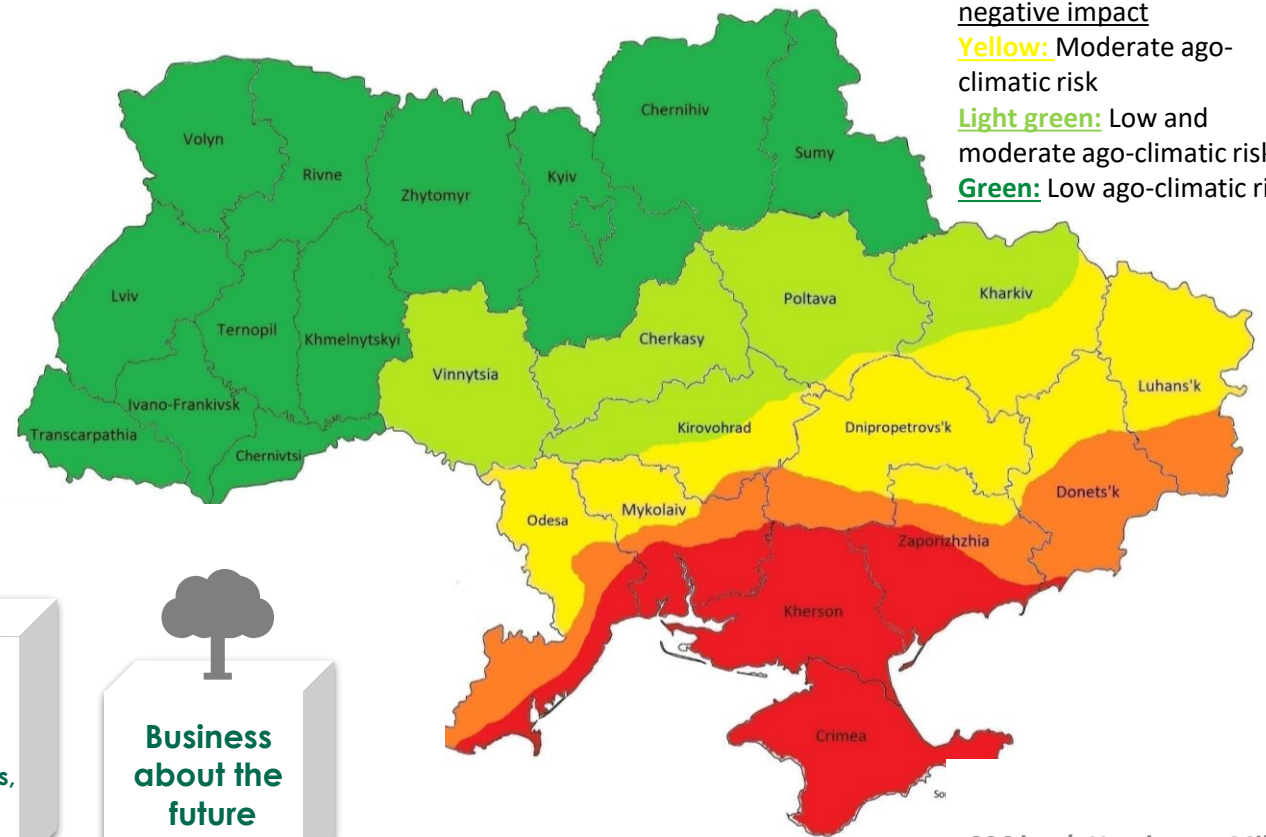 negative impact
Yellow: Moderate ago-
climatic risk
Light green: Low and
moderate ago-climatic risk
Green: Low ago-climatic
Volyn
Rivne
Zhytomyr
Kyiv
Chernihiv
Sumy
Lviv
Ternopil
Khmelnytskyi
Vinnytsia
Cherkasy
Poltava
Kharkiv
Ivano-Frankivsk
Transcarpathia
Chernivtsi
Kirovohrad
Dnipropetrovs'k
Luhans'k
Donets'k
Odesa
Mykolaiv
Zaporizhzhia
Kherson
Crimea
Business
about the
future